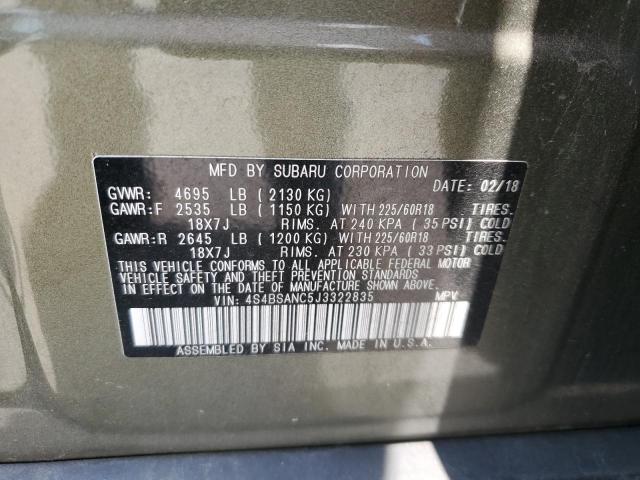 MFD BY SUBARU CORPORATION
DATE: 02/18
GVWR: 4695 LB ( 2130 KG)
GAWR:F 2535 LB ( 1150 KG) WITH 225/60R18 TIRES.
18X7J RIMS. AT 240 KPA ( 35 PSI) COLD
GAWR:R 2645 LB ( 1200 KG) WITH 225/60R18 TIRES.
18X7J RIMS. AT 230 KPA ( 33 PSI) COLD
THIS VEHICLE CONFORMS TO ALL APPLICABLE FEDERAL MOTOR
VEHICLE SAFETY AND THEFT PREVENTION STANDARDS
IN EFFECT ON THE DATE OF MANUFACTURE SHOWN ABOVE.
VIN: 4S4BSANC5J3322835 MPV
ASSEMBLED BY SIA INC. MADE IN U.S.A.